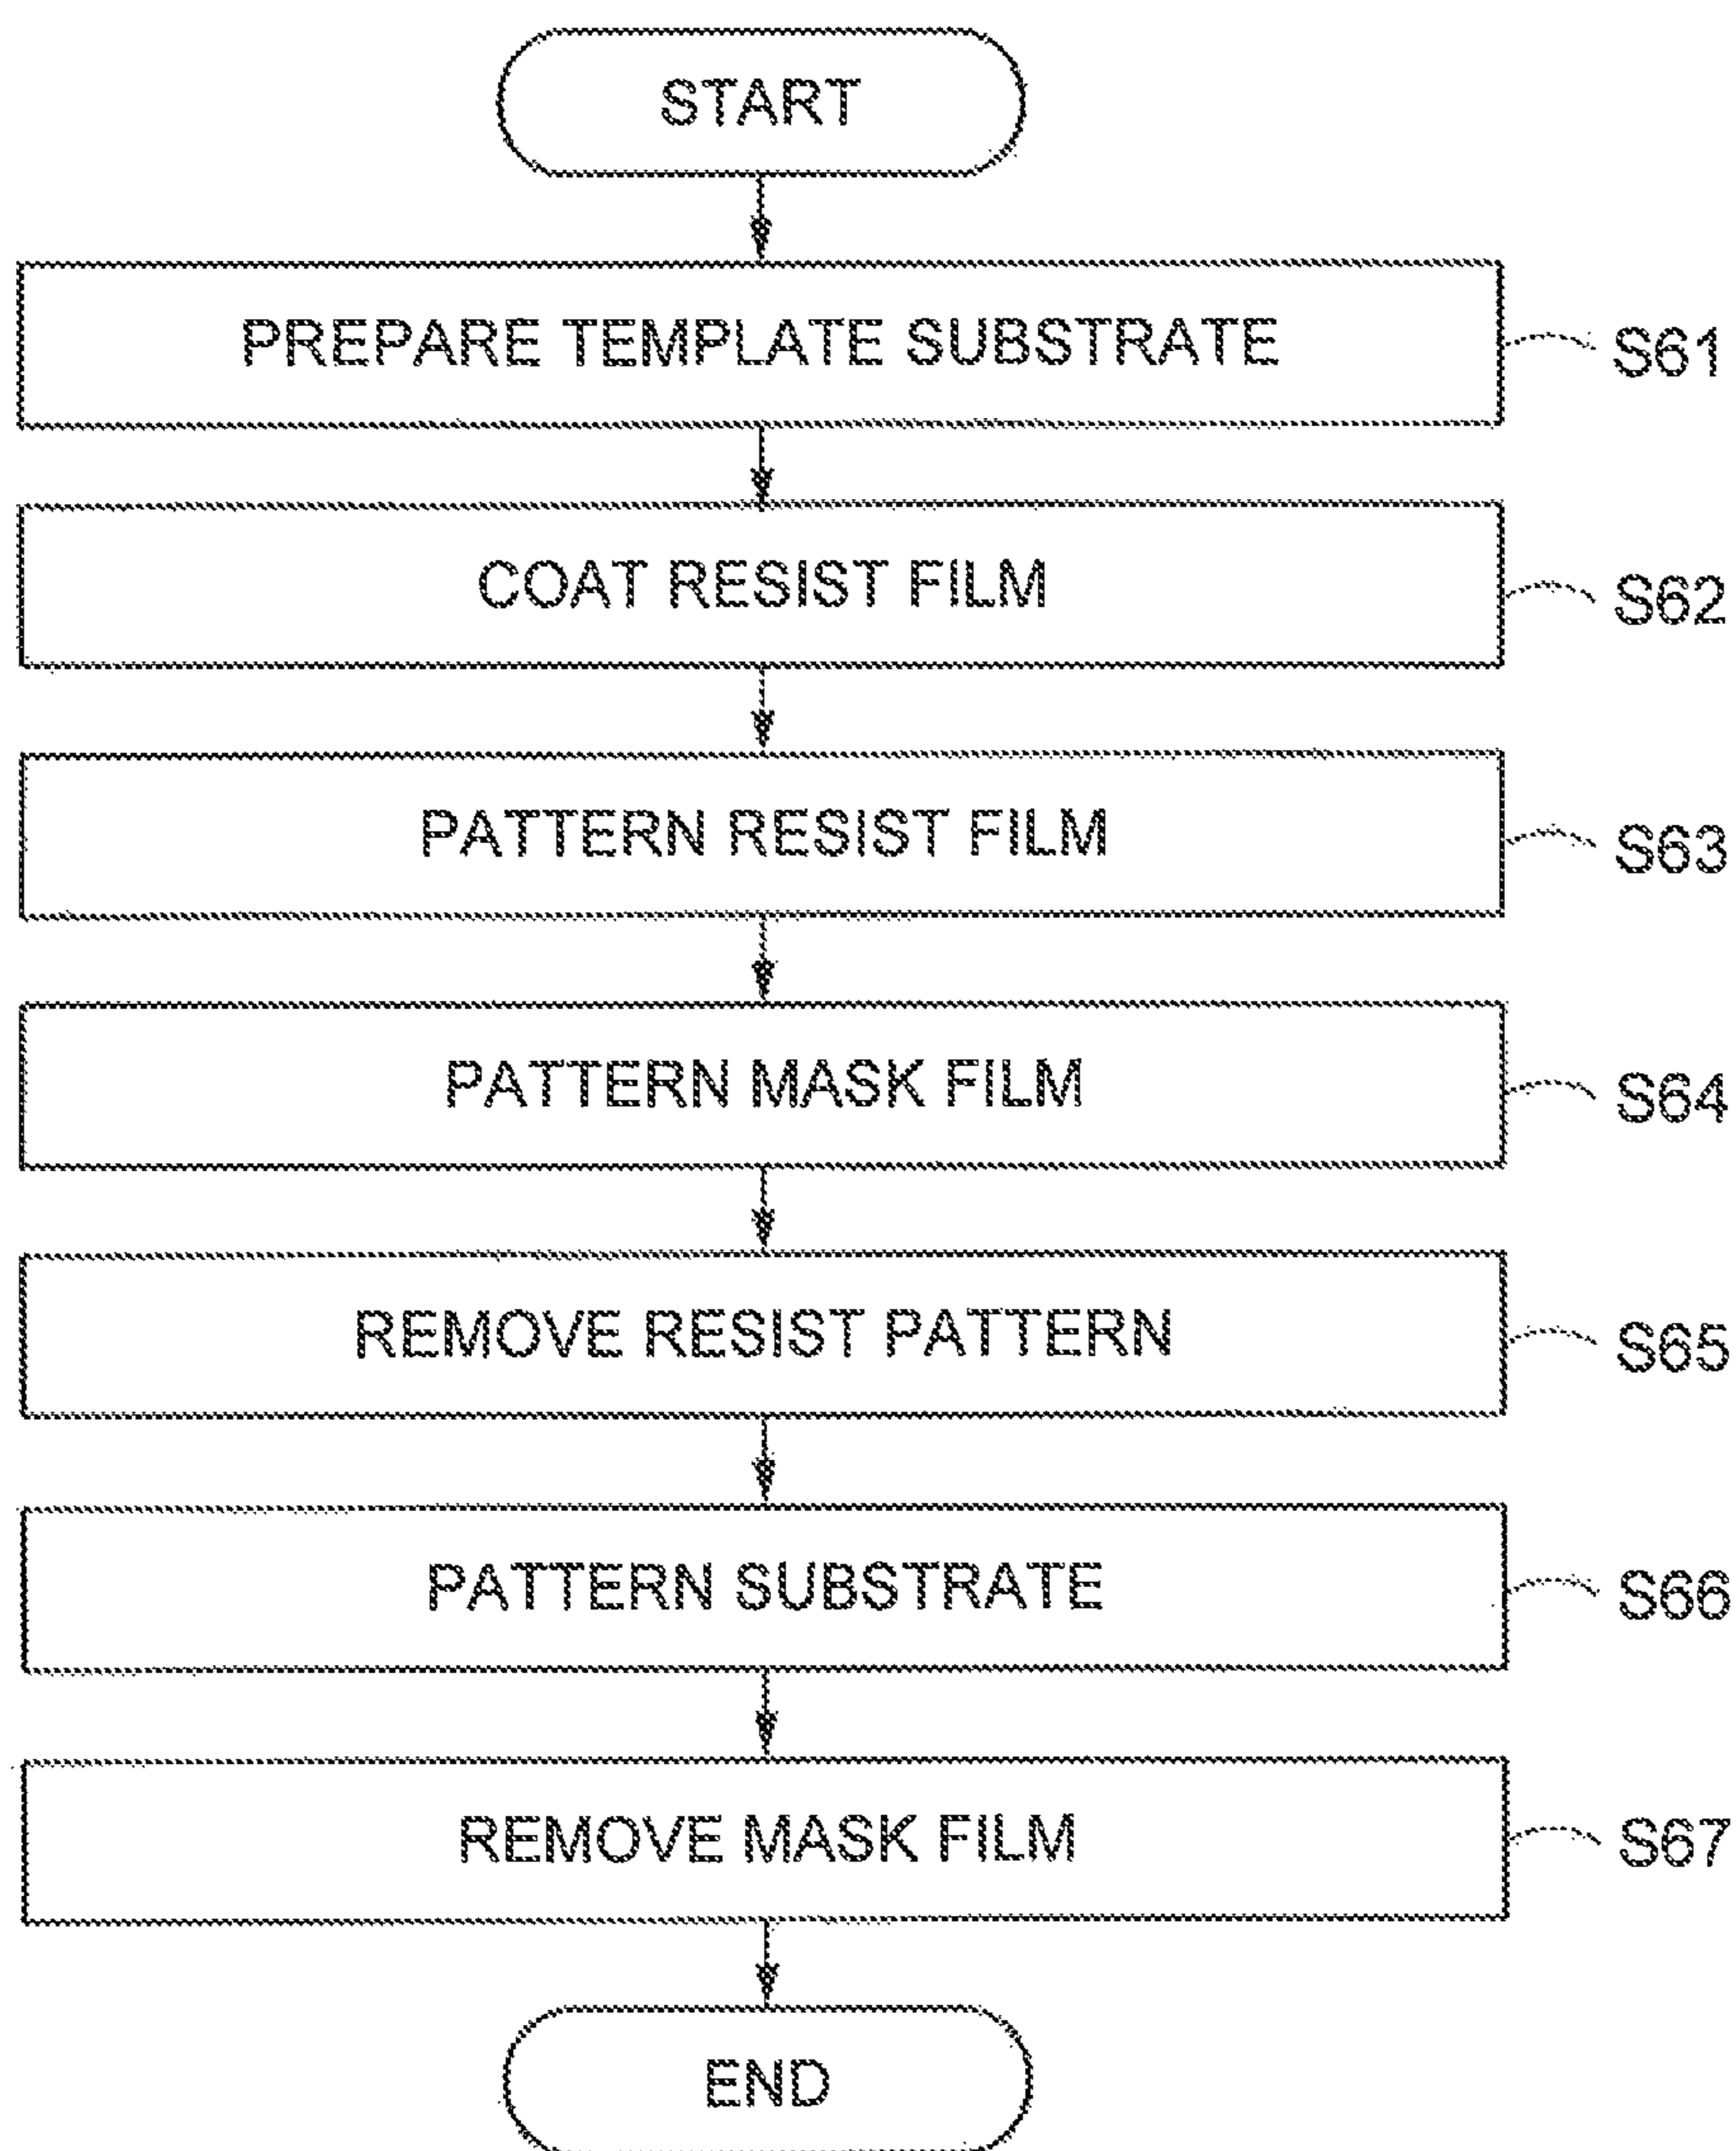 START
PREPARE TEMPLATE SUBSTRATE S61
COAT RESIST FILM S62
PATTERN RESIST FILM S63
PATTERN MASK FILM S64
REMOVE RESIST PATTERN S65
PATTERN SUBSTRATE S66
REMOVE MASK FILM S67
END